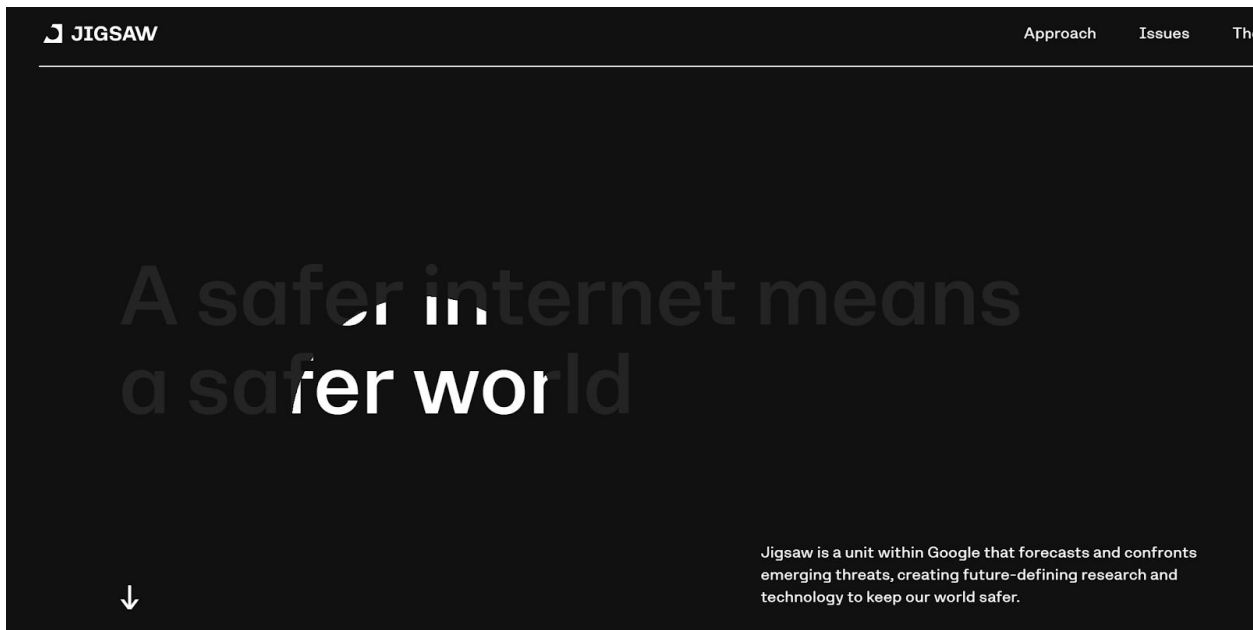 JIGSAW
Approach Issues
A safer internet means
a safer world
Jigsaw is a unit within Google that forecasts and confronts
emerging threats, creating future-defining research and
technology to keep our world safer.